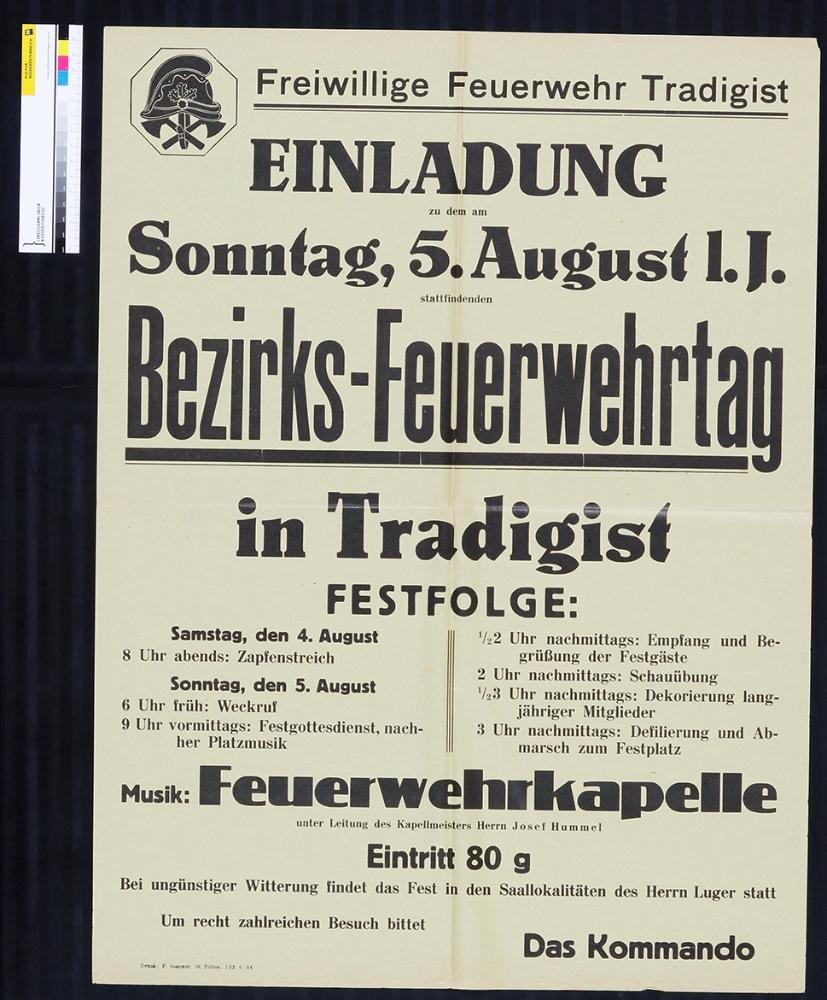 Freiwillige Feuerwehr Tradigist
EINLADUNG
zu dem am
Sonntag, 5. August l. J.
stattfindenden
Bezirks-Feuerwehrtag
in Tradigist
FESTFOLGE:
Samstag, den 4. August
8 Uhr abends: Zapfenstreich
Sonntag, den 5. August
6 Uhr früh: Weckruf
9 Uhr vormittags: Festgottesdienst, nach-
her Platzmusik
1/22 Uhr nachmittags: Empfang und Be-
grüßung der Festgäste
2 Uhr nachmittags: Schauübung
1/23 Uhr nachmittags: Dekorierung lang-
jähriger Mitglieder
3 Uhr nachmittags: Defilierung und Ab-
marsch zum Festplatz
Musik: Feuerwehrkapelle
unter Leitung des Kapellmeisters Herrn Josef Hummel
Eintritt 80 g
Bei ungünstiger Witterung findet das Fest in den Saallokalitäten des Herrn Luger statt
Um recht zahlreichen Besuch bittet
Das Kommando
Druck: F. Sommer, St. Pölten.